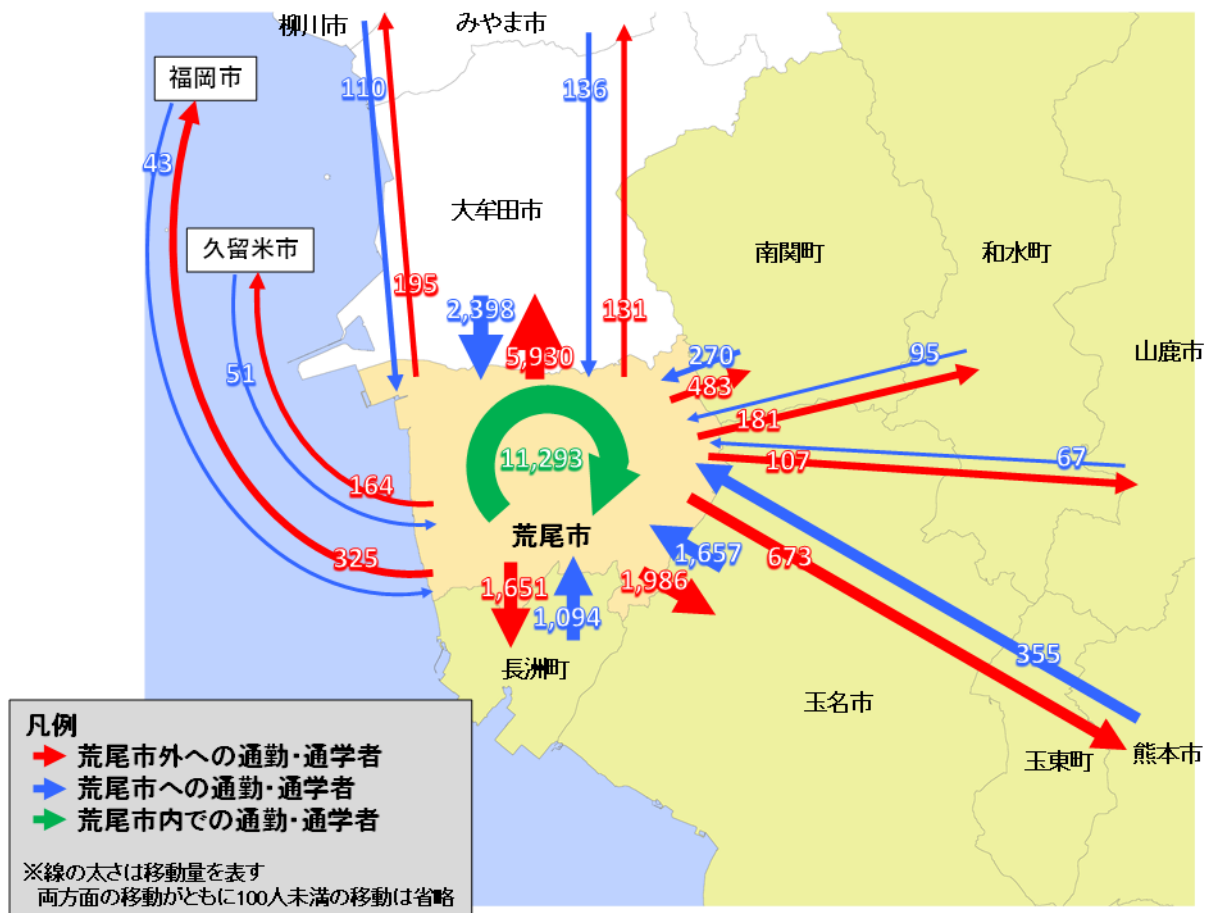 柳川市
みやま市
福岡市
110
136
43
大牟田市
久留米市
南関町
和水町
195
2,398
131
5,930
山鹿市
270
95
51
483
181
11,293
107
67
164
荒尾市
325
1,657
673
1,651
1,986
1,094
355
長洲町
玉名市
玉東町
熊本市
凡例
荒尾市外への通勤・通学者
荒尾市への通勤・通学者
荒尾市内での通勤・通学者
※線の太さは移動量を表す
両方面の移動がともに100人未満の移動は省略